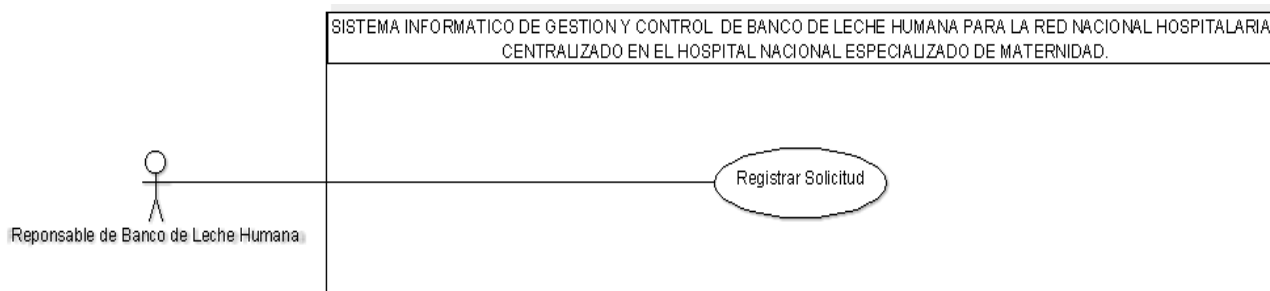 SISTEMA INFORMATICO DE GESTION Y CONTROL DE BANCO DE LECHE HUMANA PARA LA RED NACIONAL HOSPITALARIA
CENTRALIZADO EN EL HOSPITAL NACIONAL ESPECIALIZADO DE MATERNIDAD.
Registrar Solicitud
Reponsable de Banco de Leche Humana